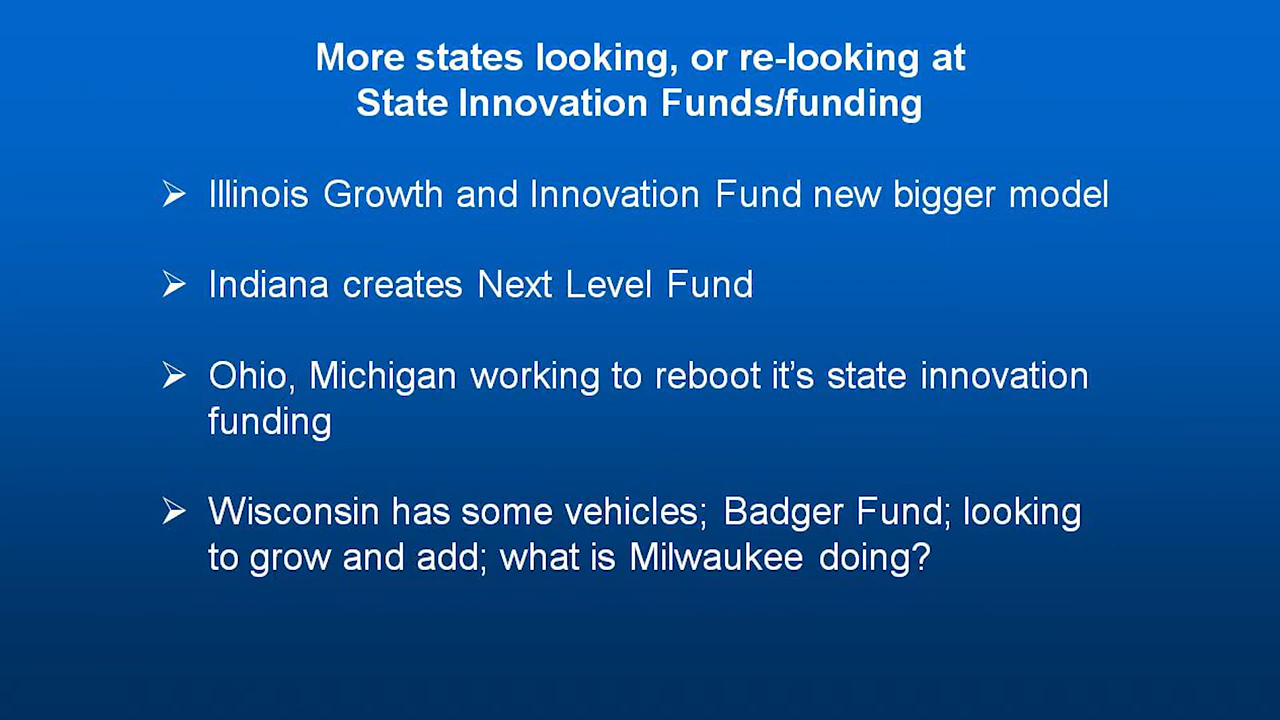 More states looking, or re-looking at
State Innovation Funds/funding
➢ Illinois Growth and Innovation Fund new bigger model
➢ Indiana creates Next Level Fund
➢ Ohio, Michigan working to reboot it's state innovation
funding
➢ Wisconsin has some vehicles; Badger Fund; looking
to grow and add; what is Milwaukee doing?